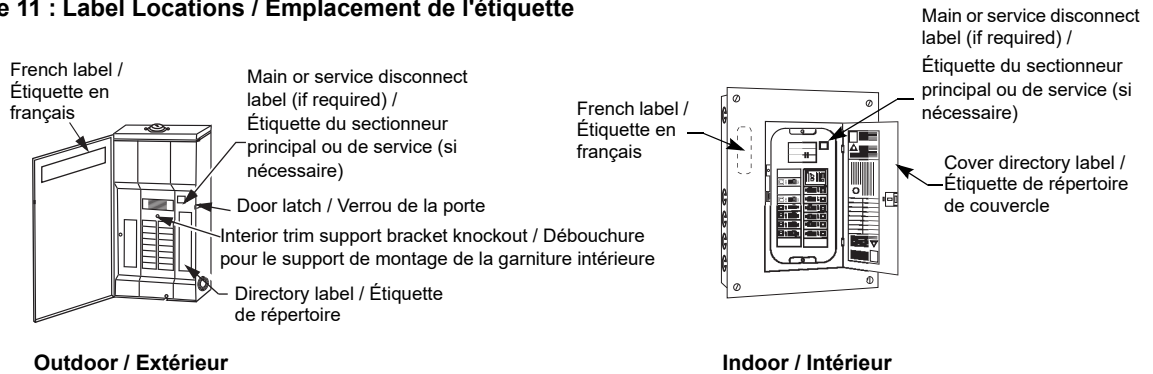 e 11 : Label Locations / Emplacement de l'étiquette
French label /
Étiquette en
français
Main or service disconnect
label (if required) /
Étiquette du sectionneur
principal ou de service (si
nécessaire)
Door latch / Verrou de la porte
Interior trim support bracket knockout / Débouchure
pour le support de montage de la garniture intérieure
Directory label / Étiquette
de répertoire
Outdoor / Extérieur
Main or service disconnect
label (if required) /
Étiquette du sectionneur
principal ou de service (si
nécessaire)
French label /
Étiquette en
français
Cover directory label /
Étiquette de répertoire
de couvercle
Indoor / Intérieur